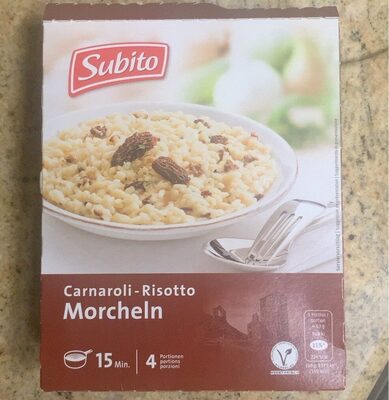 Subito
Carnaroli-Risotto
Morcheln
15 Min.
4 Portionen
portions
porzioni
V